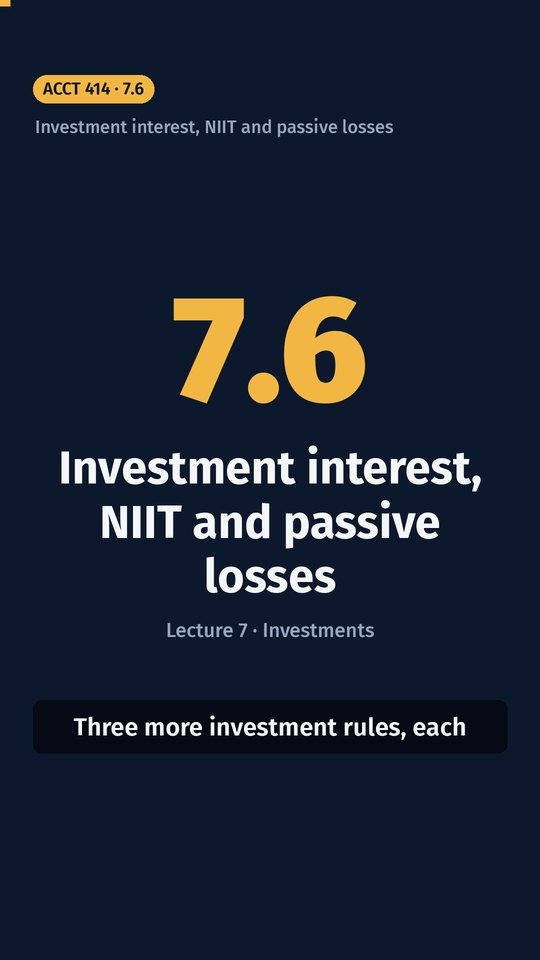 ACCT 414 · 7.6
Investment interest, NIIT and passive losses
7.6
Investment interest,
NIIT and passive
losses
Lecture 7 · Investments
Three more investment rules, each